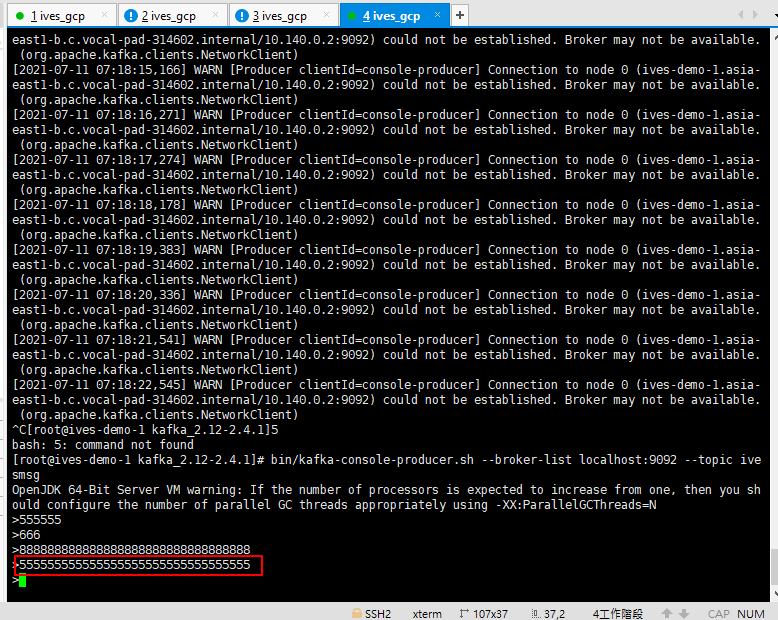 1 ives_gcp × 2 ives_gcp × 3 ives_gcp × 4 ives_gcp × +
east1-b.c.vocal-pad-314602.internal/10.140.0.2:9092) could not be established. Broker may not be available.
(org.apache.kafka.clients.NetworkClient)
[2021-07-11 07:18:15,166] WARN [Producer clientId=console-producer] Connection to node 0 (ives-demo-1.asia-
east1-b.c.vocal-pad-314602.internal/10.140.0.2:9092) could not be established. Broker may not be available.
(org.apache.kafka.clients.NetworkClient)
[2021-07-11 07:18:16,271] WARN [Producer clientId=console-producer] Connection to node 0 (ives-demo-1.asia-
east1-b.c.vocal-pad-314602.internal/10.140.0.2:9092) could not be established. Broker may not be available.
(org.apache.kafka.clients.NetworkClient)
[2021-07-11 07:18:17,274] WARN [Producer clientId=console-producer] Connection to node 0 (ives-demo-1.asia-
east1-b.c.vocal-pad-314602.internal/10.140.0.2:9092) could not be established. Broker may not be available.
(org.apache.kafka.clients.NetworkClient)
[2021-07-11 07:18:18,178] WARN [Producer clientId=console-producer] Connection to node 0 (ives-demo-1.asia-
east1-b.c.vocal-pad-314602.internal/10.140.0.2:9092) could not be established. Broker may not be available.
(org.apache.kafka.clients.NetworkClient)
[2021-07-11 07:18:19,383] WARN [Producer clientId=console-producer] Connection to node 0 (ives-demo-1.asia-
east1-b.c.vocal-pad-314602.internal/10.140.0.2:9092) could not be established. Broker may not be available.
(org.apache.kafka.clients.NetworkClient)
[2021-07-11 07:18:20,336] WARN [Producer clientId=console-producer] Connection to node 0 (ives-demo-1.asia-
east1-b.c.vocal-pad-314602.internal/10.140.0.2:9092) could not be established. Broker may not be available.
(org.apache.kafka.clients.NetworkClient)
[2021-07-11 07:18:21,541] WARN [Producer clientId=console-producer] Connection to node 0 (ives-demo-1.asia-
east1-b.c.vocal-pad-314602.internal/10.140.0.2:9092) could not be established. Broker may not be available.
(org.apache.kafka.clients.NetworkClient)
[2021-07-11 07:18:22,545] WARN [Producer clientId=console-producer] Connection to node 0 (ives-demo-1.asia-
east1-b.c.vocal-pad-314602.internal/10.140.0.2:9092) could not be established. Broker may not be available.
(org.apache.kafka.clients.NetworkClient)
^C[root@ives-demo-1 kafka_2.12-2.4.1]5
bash: 5: command not found
[root@ives-demo-1 kafka_2.12-2.4.1]# bin/kafka-console-producer.sh --broker-list localhost:9092 --topic ive
smsg
OpenJDK 64-Bit Server VM warning: If the number of processors is expected to increase from one, then you sh
ould configure the number of parallel GC threads appropriately using -XX:ParallelGCThreads=N
>555555
>666
>888888888888888888888888888888888
>555555555555555555555555555555555
>
SSH2 xterm 107x37 37,2 4工作階段 CAP NUM